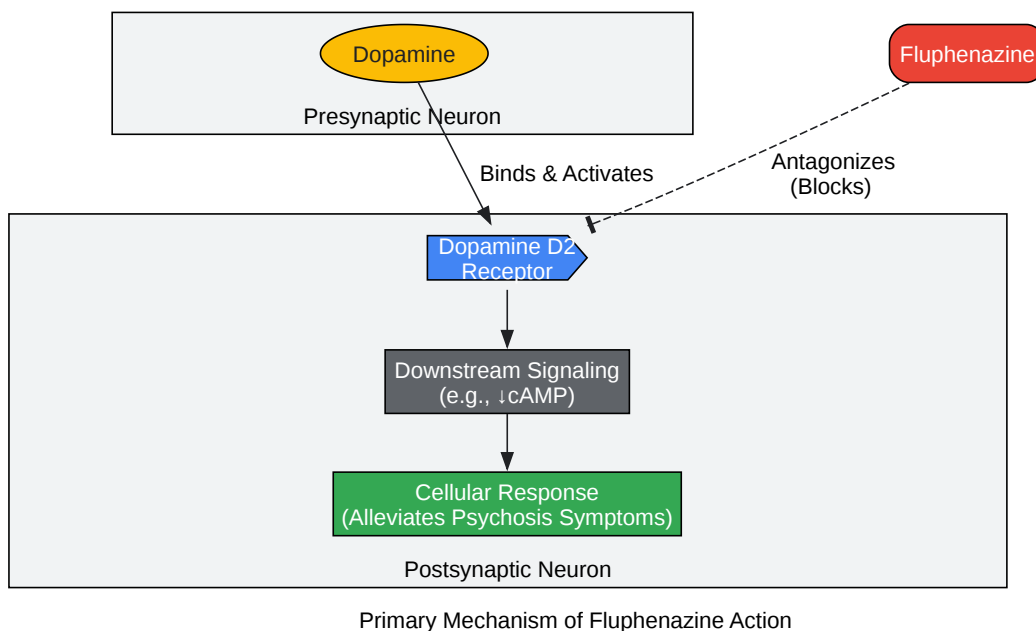 Dopamine
Fluphenazine
Presynaptic Neuron
Binds & Activates
Antagonizes
(Blocks)
Dopamine D2
Receptor
Downstream Signaling
(e.g., ↓cAMP)
Cellular Response
(Alleviates Psychosis Symptoms)
Postsynaptic Neuron
Primary Mechanism of Fluphenazine Action